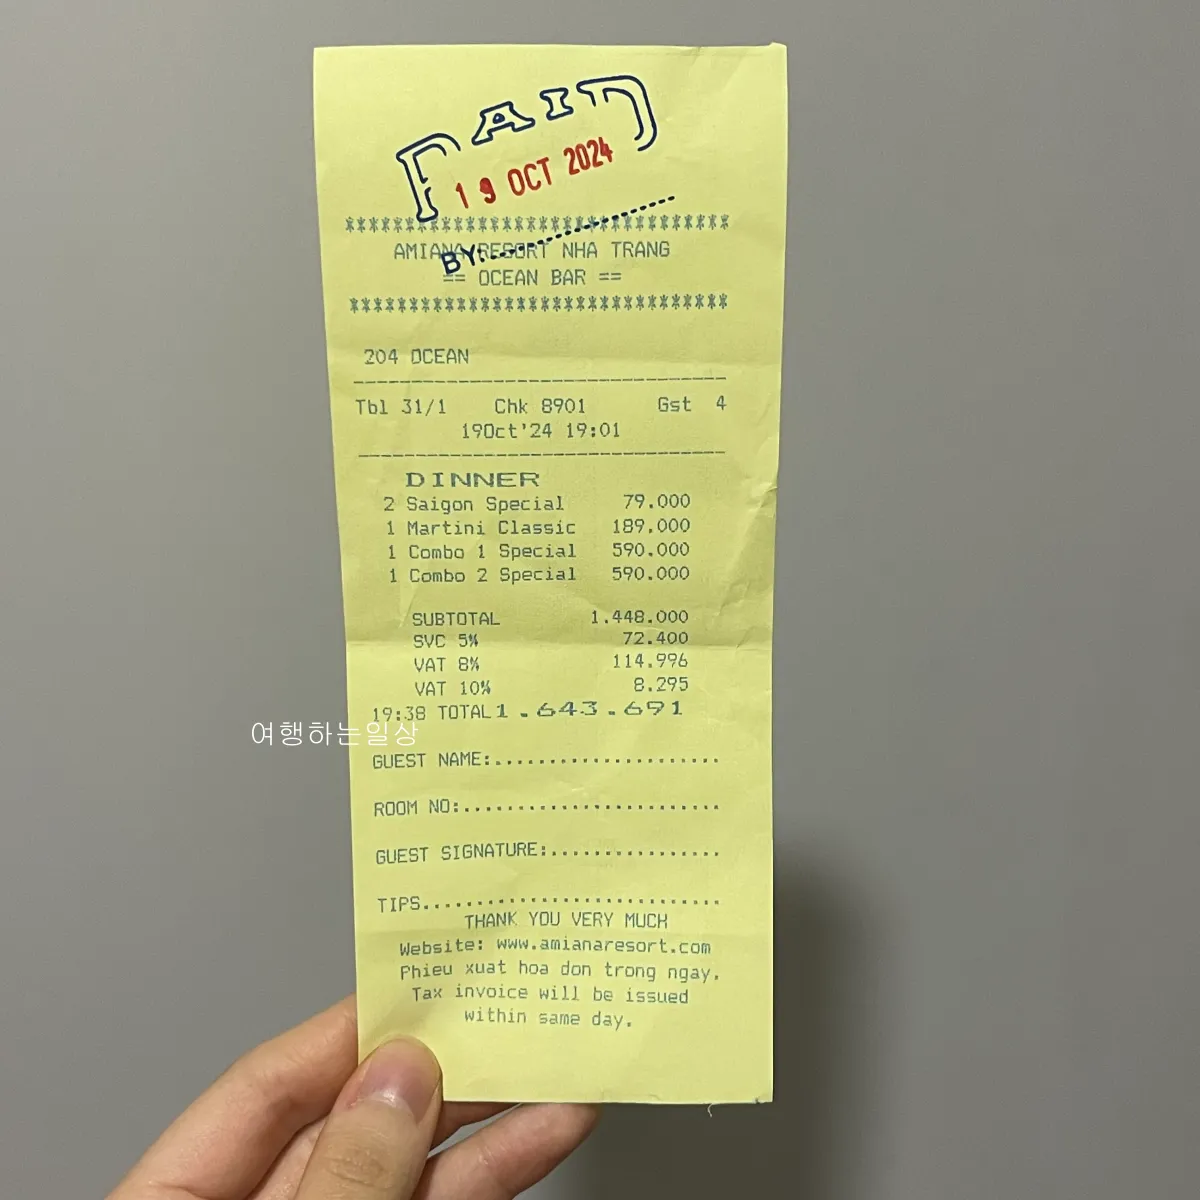 PAID
19 OCT 2024
*********************************
AMIANA RESORT NHA TRANG
BY:
== OCEAN BAR ==
*********************************
204 OCEAN
Tbl 31/1 Chk 8901 Gst 4
19Oct'24 19:01
DINNER
2 Saigon Special 79.000
1 Martini Classic 189.000
1 Combo 1 Special 590.000
1 Combo 2 Special 590.000
SUBTOTAL 1.448.000
SVC 5% 72.400
VAT 8% 114.996
VAT 10% 8.295
19:38 TOTAL 1.643.691
여행하는일상
GUEST NAME:......................
ROOM NO:.........................
GUEST SIGNATURE:.................
TIPS.............................
THANK YOU VERY MUCH
Website: www.amianaresort.com
Phieu xuat hoa don trong ngay.
Tax invoice will be issued
within same day.